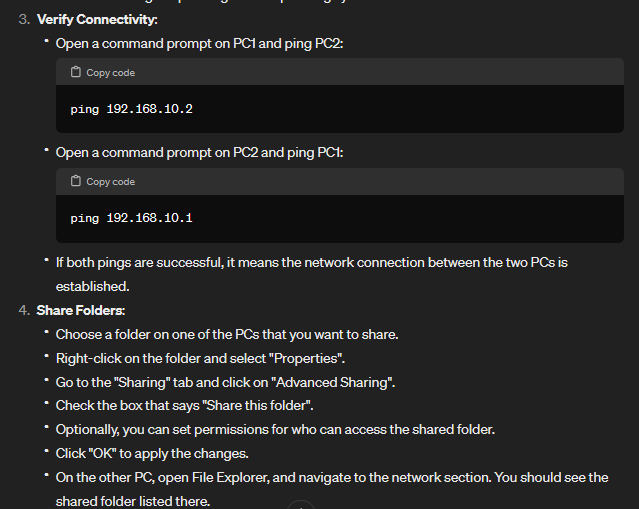 3. Verify Connectivity:
• Open a command prompt on PC1 and ping PC2:
Copy code
ping 192.168.10.2
• Open a command prompt on PC2 and ping PC1:
Copy code
ping 192.168.10.1
• If both pings are successful, it means the network connection between the two PCs is
established.
4. Share Folders:
• Choose a folder on one of the PCs that you want to share.
• Right-click on the folder and select "Properties".
• Go to the "Sharing" tab and click on "Advanced Sharing".
• Check the box that says "Share this folder".
• Optionally, you can set permissions for who can access the shared folder.
• Click "OK" to apply the changes.
• On the other PC, open File Explorer, and navigate to the network section. You should see the
shared folder listed there.